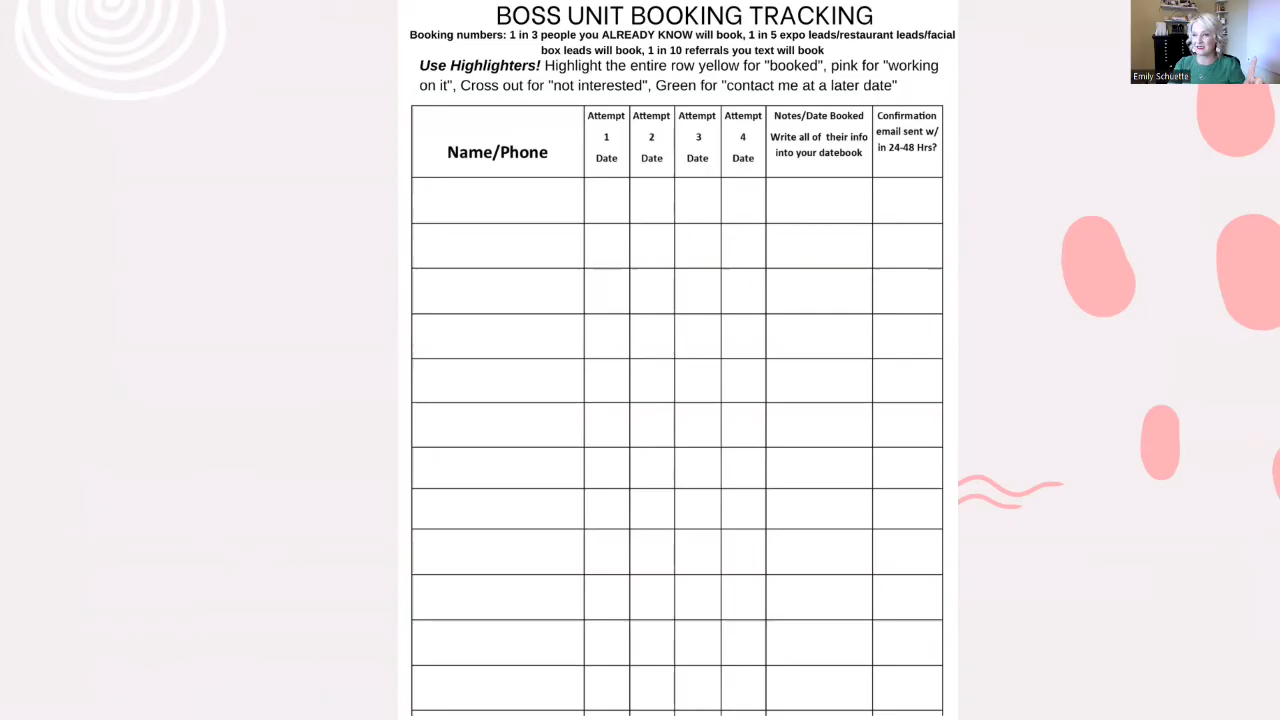 BOSS UNIT BOOKING TRACKING
Booking numbers: 1 in 3 people you ALREADY KNOW will book, 1 in 5 expo leads/restaurant leads/facial
box leads will book, 1 in 10 referrals you text will book
Use Highlighters! Highlight the entire row yellow for "booked", pink for "working
on it", Cross out for "not interested", Green for "contact me at a later date"
Name/Phone
Attempt
1
Date
Attempt
2
Date
Attempt
3
Date
Attempt
4
Date
Notes/Date Booked
Write all of their info
into your datebook
Confirmation
email sent w/
in 24-48 Hrs?
Emily Schuette